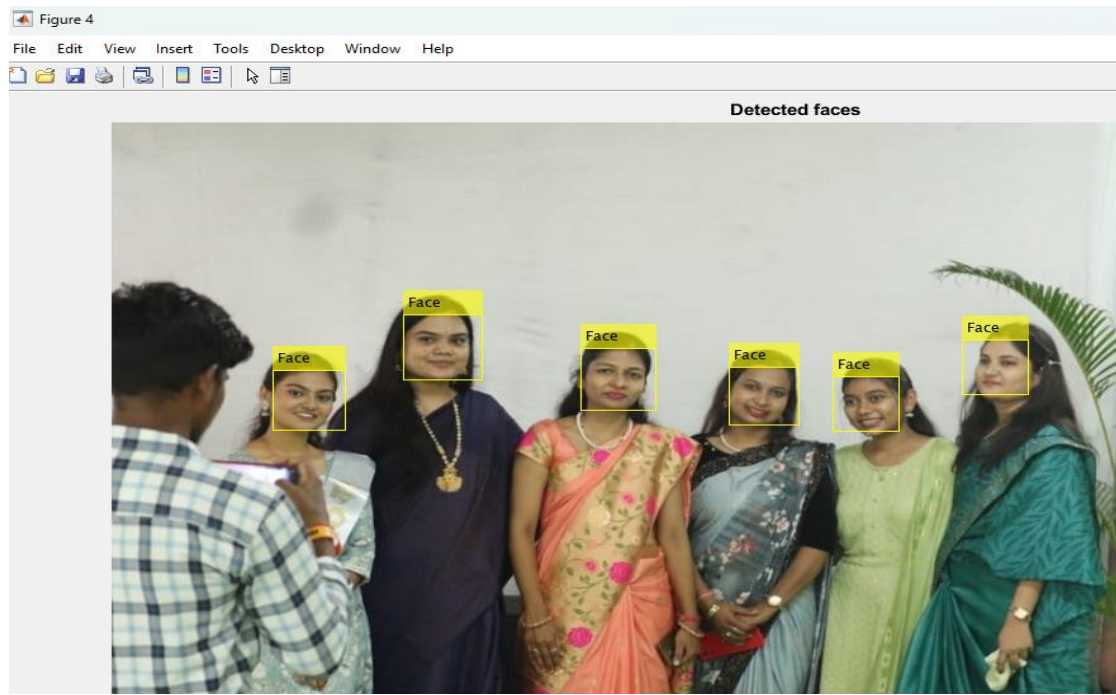 Figure 4
File Edit View Insert Tools Desktop Window Help
Detected faces
Face
Face
Face
Face
Face
Face